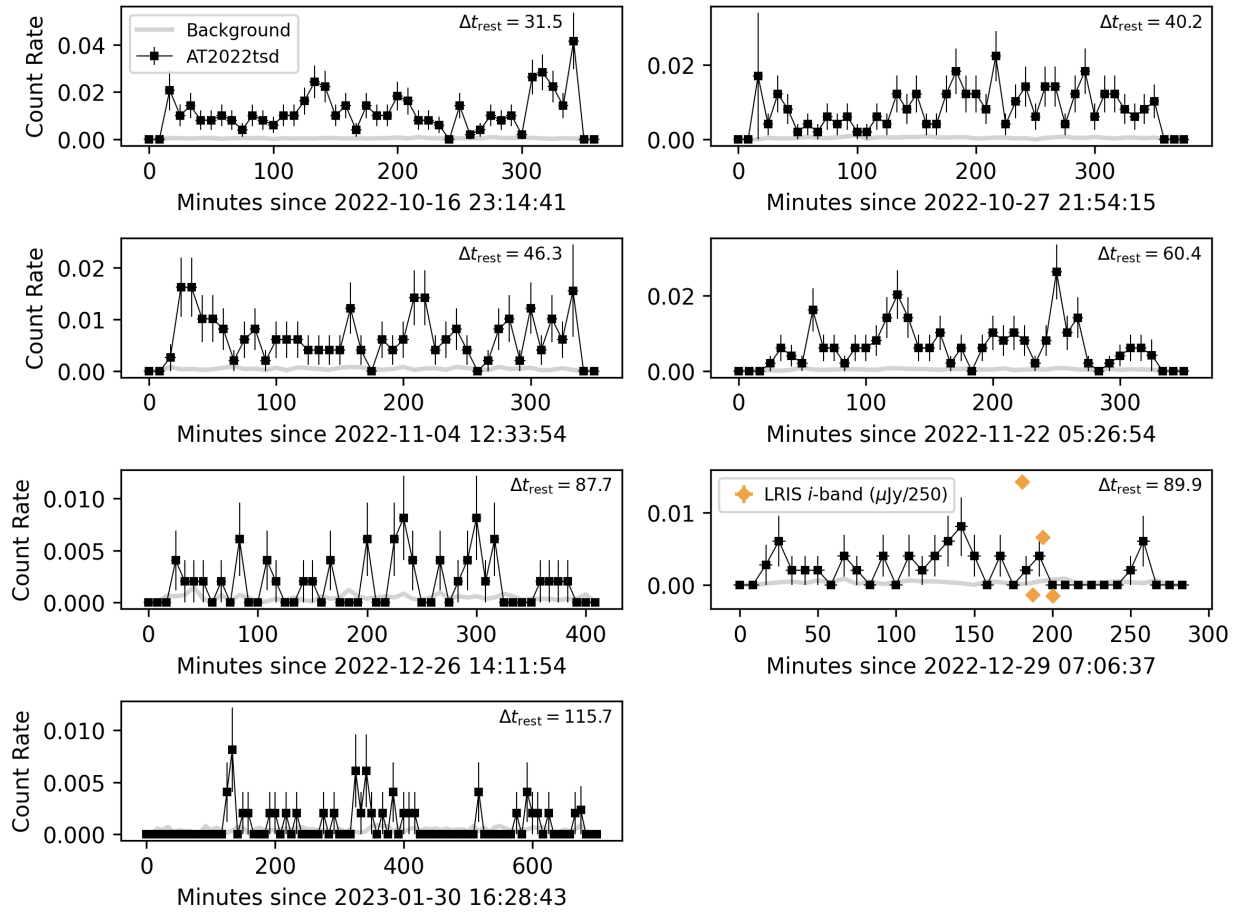 Count Rate
0.04
0.02
0.00
Background
AT2022tsd
Δt_rest = 31.5
0 100 200 300
Minutes since 2022-10-16 23:14:41
0.02
0.00
Δt_rest = 40.2
0 100 200 300
Minutes since 2022-10-27 21:54:15
Count Rate
0.02
0.01
0.00
Δt_rest = 46.3
0 100 200 300
Minutes since 2022-11-04 12:33:54
0.02
0.00
Δt_rest = 60.4
0 100 200 300
Minutes since 2022-11-22 05:26:54
Count Rate
0.010
0.005
0.000
Δt_rest = 87.7
0 100 200 300 400
Minutes since 2022-12-26 14:11:54
0.01
0.00
LRIS i-band (μJy/250)
Δt_rest = 89.9
0 50 100 150 200 250 300
Minutes since 2022-12-29 07:06:37
Count Rate
0.010
0.005
0.000
Δt_rest = 115.7
0 200 400 600
Minutes since 2023-01-30 16:28:43